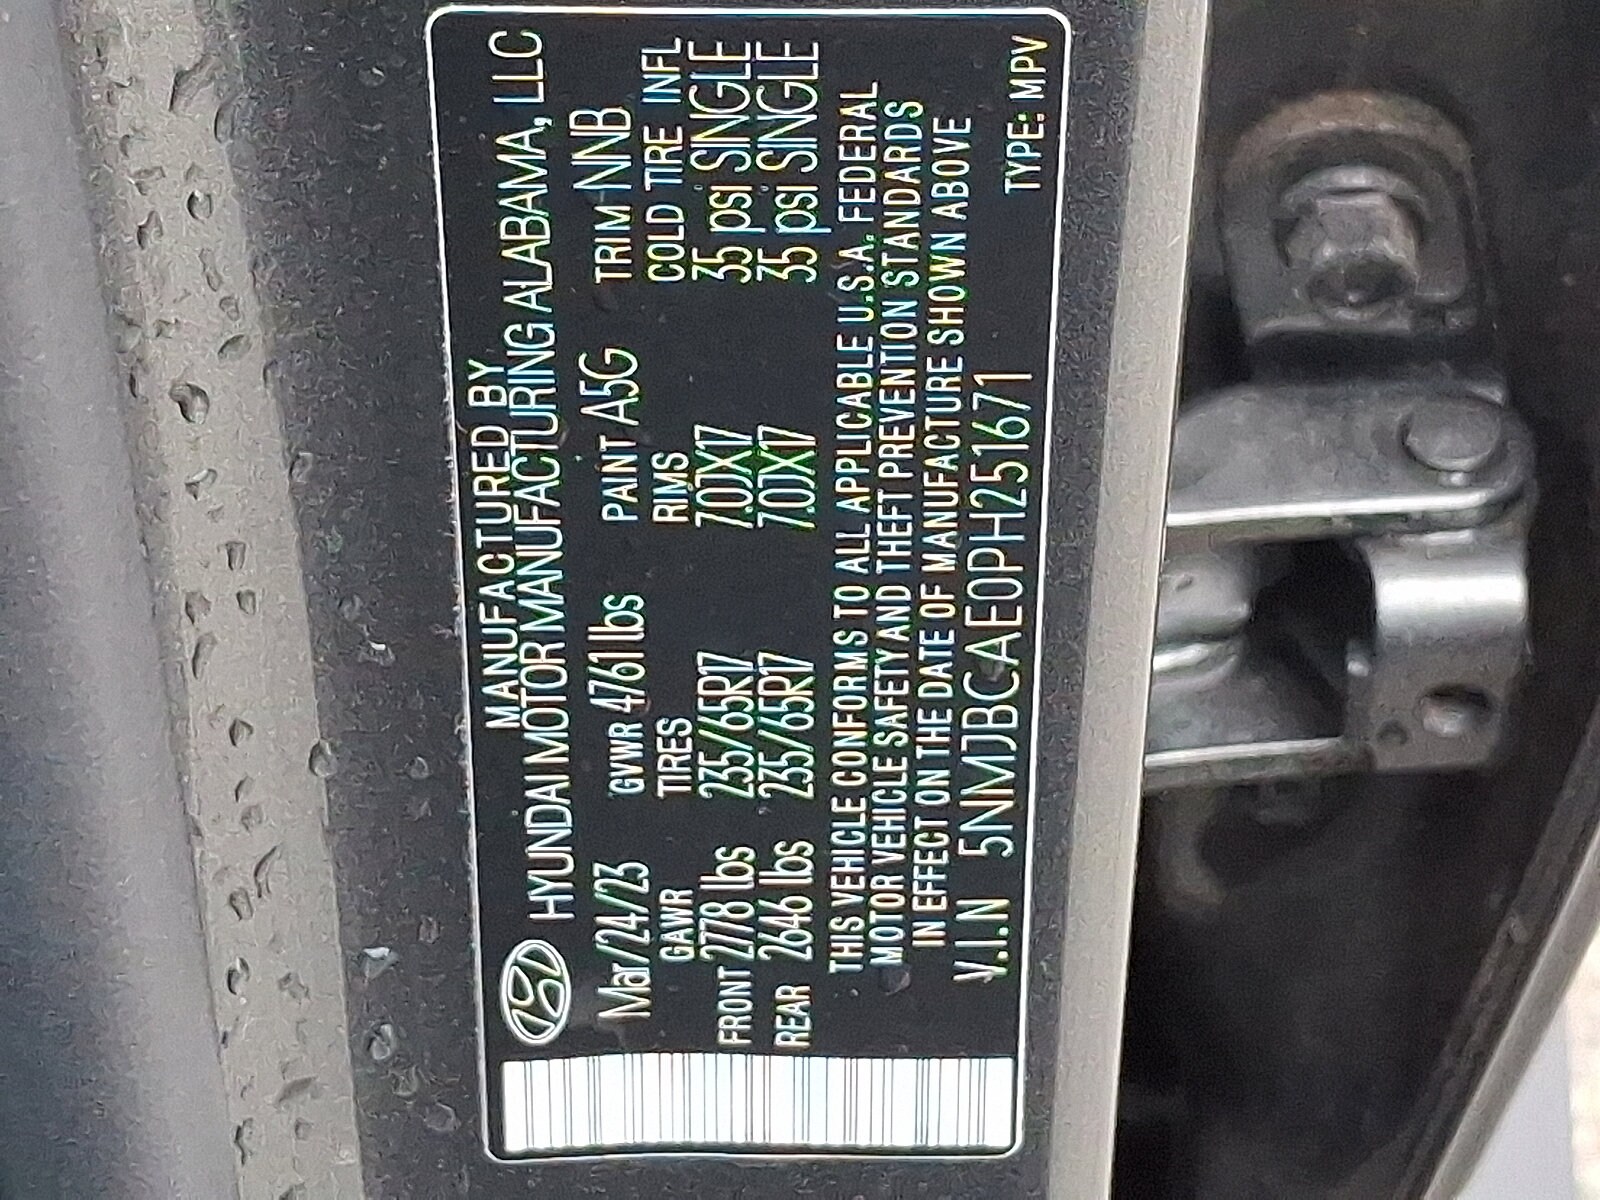 MANUFACTURED BY
HYUNDAI MOTOR MANUFACTURING ALABAMA, LLC
Mar/24/23 GVWR 4761 lbs PAINT A5G TRIM NNB
GAWR TIRES RIMS COLD TIRE INFL
FRONT 2778 lbs 235/65R17 7.0JX17 35 psi SINGLE
REAR 2646 lbs 235/65R17 7.0JX17 35 psi SINGLE
THIS VEHICLE CONFORMS TO ALL APPLICABLE U.S.A. FEDERAL
MOTOR VEHICLE SAFETY AND THEFT PREVENTION STANDARDS
IN EFFECT ON THE DATE OF MANUFACTURE SHOWN ABOVE
V.I.N 5NMJBCAE0PH251671 TYPE: MPV